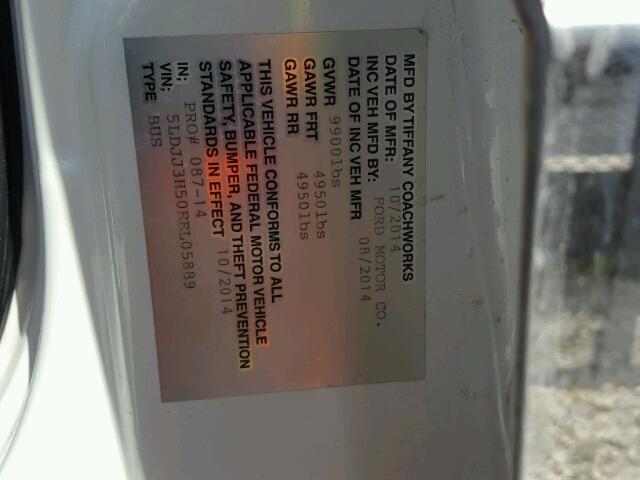 MFD BY TIFFANY COACHWORKS
DATE OF MFR: 10/2014
INC VEH MFD BY: FORD MOTOR CO.
DATE OF INC VEH MFR 08/2014
GVWR 9900lbs
GAWR FRT 4950lbs
GAWR RR 4950lbs
THIS VEHICLE CONFORMS TO ALL
APPLICABLE FEDERAL MOTOR VEHICLE
SAFETY, BUMPER, AND THEFT PREVENTION
STANDARDS IN EFFECT 10/2014
IN: PRO# 087-14
VIN: 5LDJJ3H50EEL05889
TYPE BUS